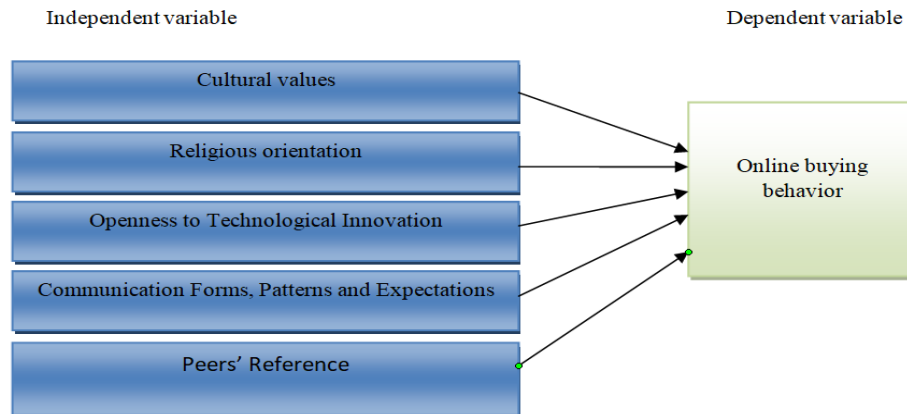 Independent variable
Dependent variable
Cultural values
Religious orientation
Openness to Technological Innovation
Communication Forms, Patterns and Expectations
Peers’ Reference
Online buying
behavior